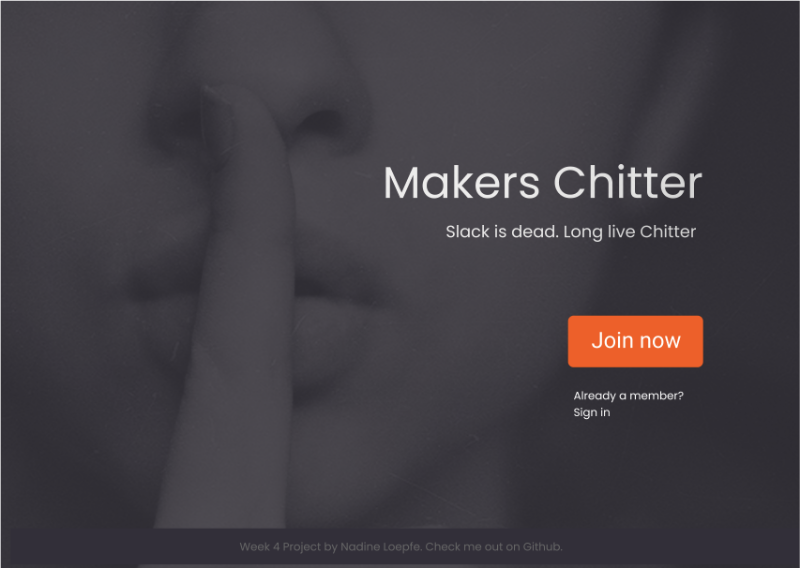 Makers Chitter
Slack is dead. Long live Chitter
Join now
Already a member?
Sign in
Week 4 Project by Nadine Loepfe. Check me out on Github.